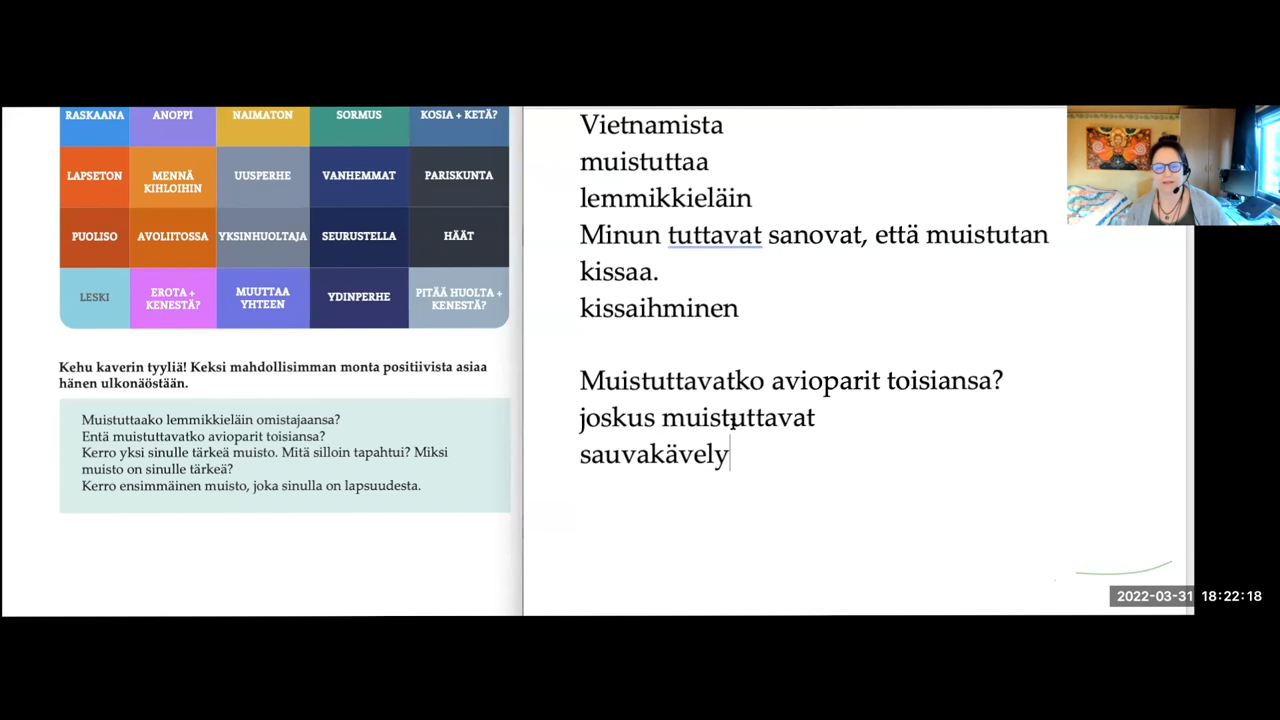 RASKAANA ANOPPI NAIMATON SORMUS KOSIA + KETÄ?
LAPSETON MENNÄ KIHLOIHIN UUSPERHE VANHEMMAT PARISKUNTA
PUOLISO AVOLIITOSSA YKSINHUOLTAJA SEURUSTELLA HÄÄT
LESKI EROTA + KENESTÄ? MUUTTAA YHTEEN YDINPERHE PITÄÄ HUOLTA + KENESTÄ?
Kehu kaverin tyyliä! Keksi mahdollisimman monta positiivista asiaa
hänen ulkonäöstään.
Muistuttaako lemmikkieläin omistajaansa?
Entä muistuttavatko avioparit toisiansa?
Kerro yksi sinulle tärkeä muisto. Mitä silloin tapahtui? Miksi
muisto on sinulle tärkeä?
Kerro ensimmäinen muisto, joka sinulla on lapsuudesta.
Vietnamista
muistuttaa
lemmikkieläin
Minun tuttavat sanovat, että muistutan
kissaa.
kissaihminen
Muistuttavatko avioparit toisiansa?
joskus muistuttavat
sauvakävely
2022-03-31 18:22:18